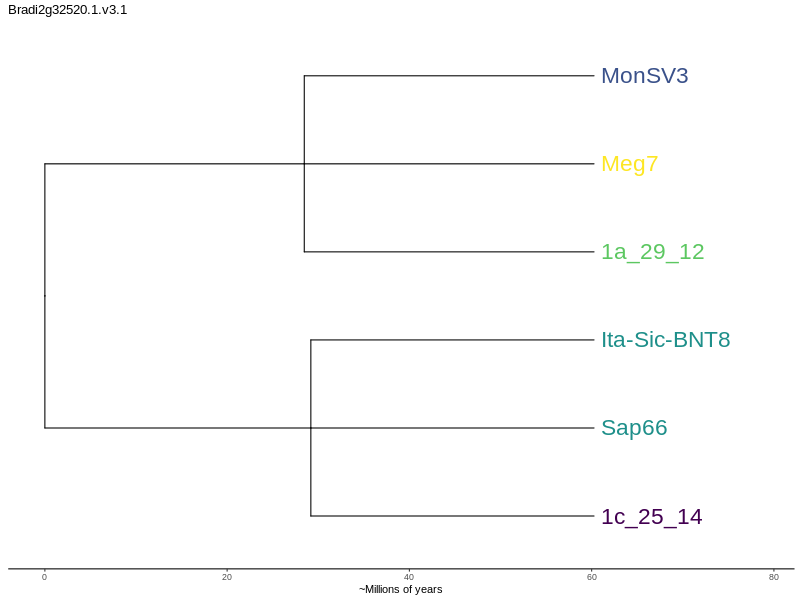 Bradi2g32520.1.v3.1
MonSV3
Meg7
1a_29_12
Ita-Sic-BNT8
Sap66
1c_25_14
0 20 40 60 80
~Millions of years